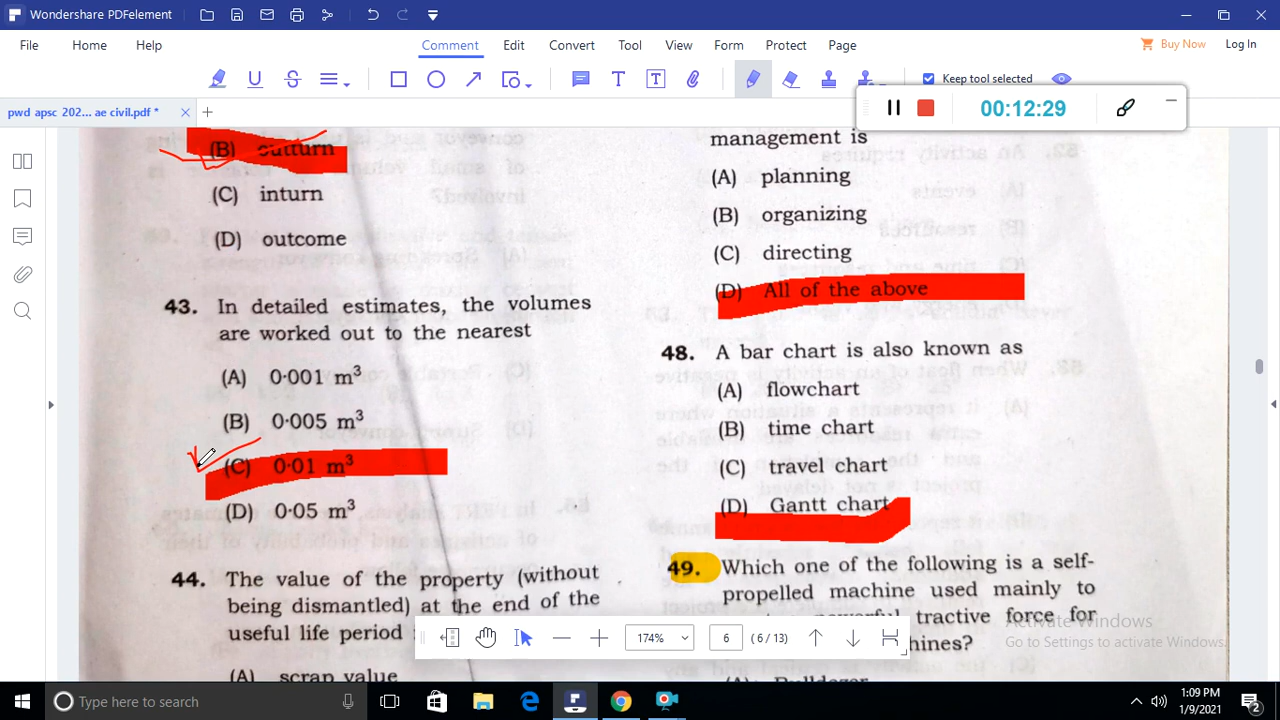 Wondershare PDFelement
Buy Now
Log In
File Home Help
Comment Edit Convert Tool View Form Protect Page
Keep tool selected
pwd apsc 202... ae civil.pdf *
00:12:29
(B) outturn
(C) inturn
(D) outcome
43. In detailed estimates, the volumes
are worked out to the nearest
(A) 0·001 m³
(B) 0·005 m³
(C) 0·01 m³
(D) 0·05 m³
44. The value of the property (without
being dismantled) at the end of the
useful life period
(A) scrap value
management is
(A) planning
(B) organizing
(C) directing
(D) All of the above
48. A bar chart is also known as
(A) flowchart
(B) time chart
(C) travel chart
(D) Gantt chart
49. Which one of the following is a self-
propelled machine used mainly to
tractive force for
hines?
(A) Bulldozer
174%
6 (6 / 13)
Activate Windows
Go to Settings to activate Windows.
Type here to search
1:09 PM
1/9/2021
2